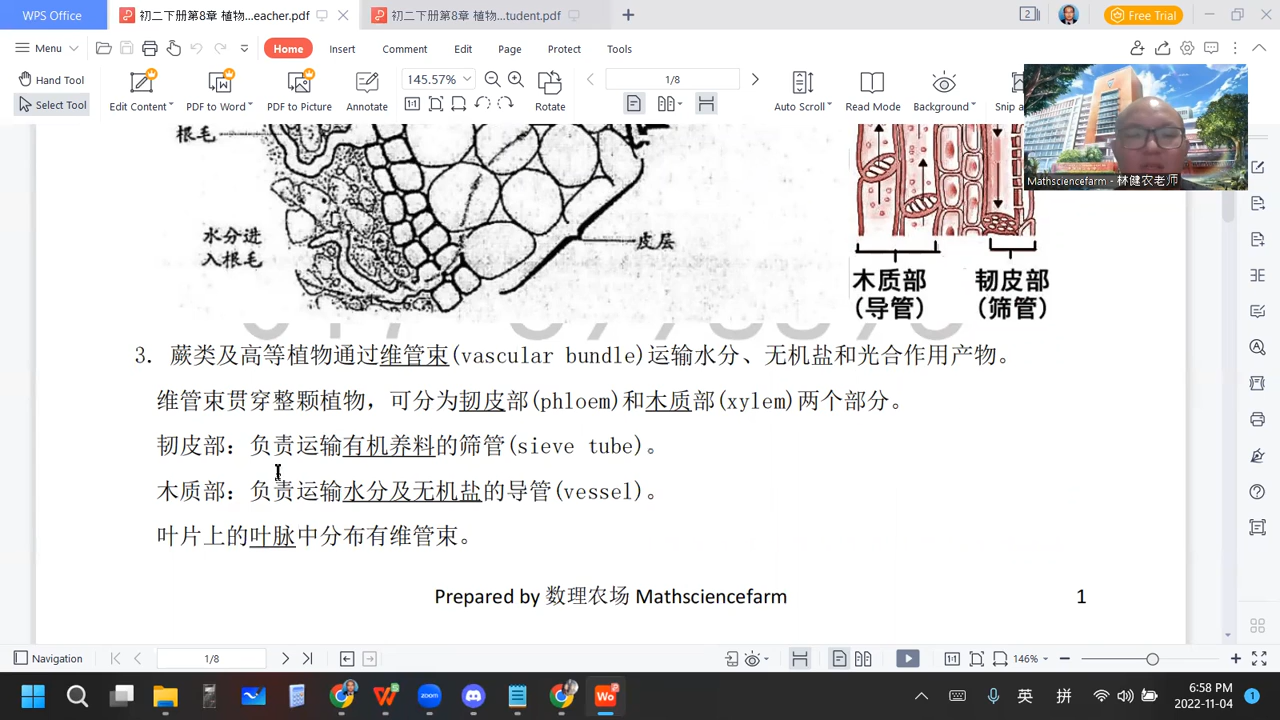 WPS Office
初二下册第8章 植物...eacher.pdf
初二下册第8章 植物...tudent.pdf
2
Free Trial
Menu
Home
Insert
Comment
Edit
Page
Protect
Tools
Hand Tool
Select Tool
Edit Content
PDF to Word
PDF to Picture
Annotate
145.57%
Rotate
1/8
Auto Scroll
Read Mode
Background
Snip a
Mathsciencefarm - 林健农老师
根毛
水分进
入根毛
皮层
木质部
(导管)
韧皮部
(筛管)
3. 蕨类及高等植物通过维管束(vascular bundle)运输水分、无机盐和光合作用产物。
维管束贯穿整颗植物，可分为韧皮部(phloem)和木质部(xylem)两个部分。
韧皮部：负责运输有机养料的筛管(sieve tube)。
木质部：负责运输水分及无机盐的导管(vessel)。
叶片上的叶脉中分布有维管束。
Prepared by 数理农场 Mathsciencefarm
1
Navigation
1/8
146%
英
拼
6:58 PM
2022-11-04
1